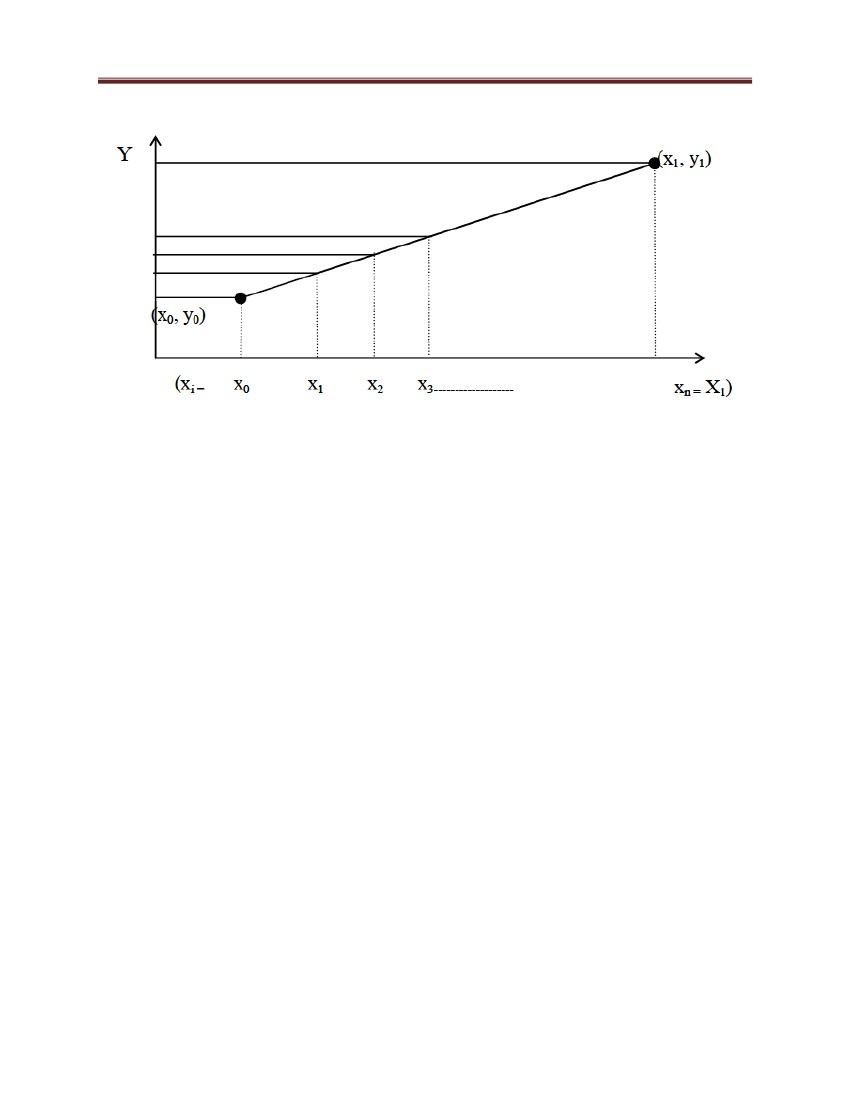 Y
(x₁, y₁)
(x₀, y₀)
(xᵢ₌ x₀ x₁ x₂ x₃------------------- xₙ ₌ X₁)